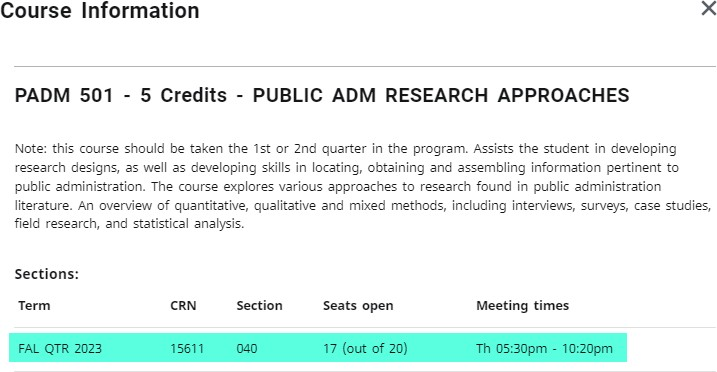 Course Information
PADM 501 - 5 Credits - PUBLIC ADM RESEARCH APPROACHES
Note: this course should be taken the 1st or 2nd quarter in the program. Assists the student in developing
research designs, as well as developing skills in locating, obtaining and assembling information pertinent to
public administration. The course explores various approaches to research found in public administration
literature. An overview of quantitative, qualitative and mixed methods, including interviews, surveys, case studies,
field research, and statistical analysis.
Sections:
Term CRN Section Seats open Meeting times
FAL QTR 2023 15611 040 17 (out of 20) Th 05:30pm - 10:20pm